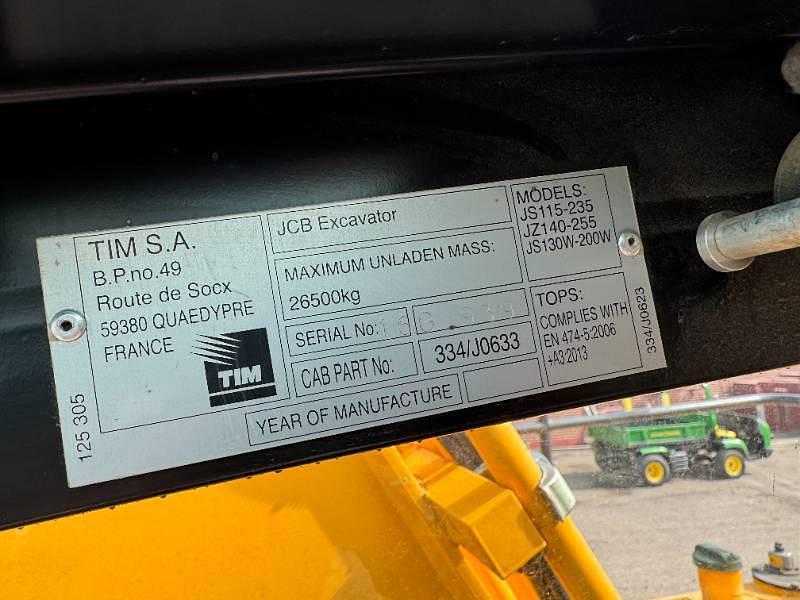 TIM S.A.
B.P.no.49
Route de Socx
59380 QUAEDYPRE
FRANCE
TIM
125 305
JCB Excavator
MAXIMUM UNLADEN MASS:
26500kg
SERIAL No:
CAB PART No: 334/J0633
YEAR OF MANUFACTURE
MODELS:
JS115-235
JZ140-255
JS130W-200W
TOPS:
COMPLIES WITH
EN 474-5:2006
+A3:2013
334/J0623